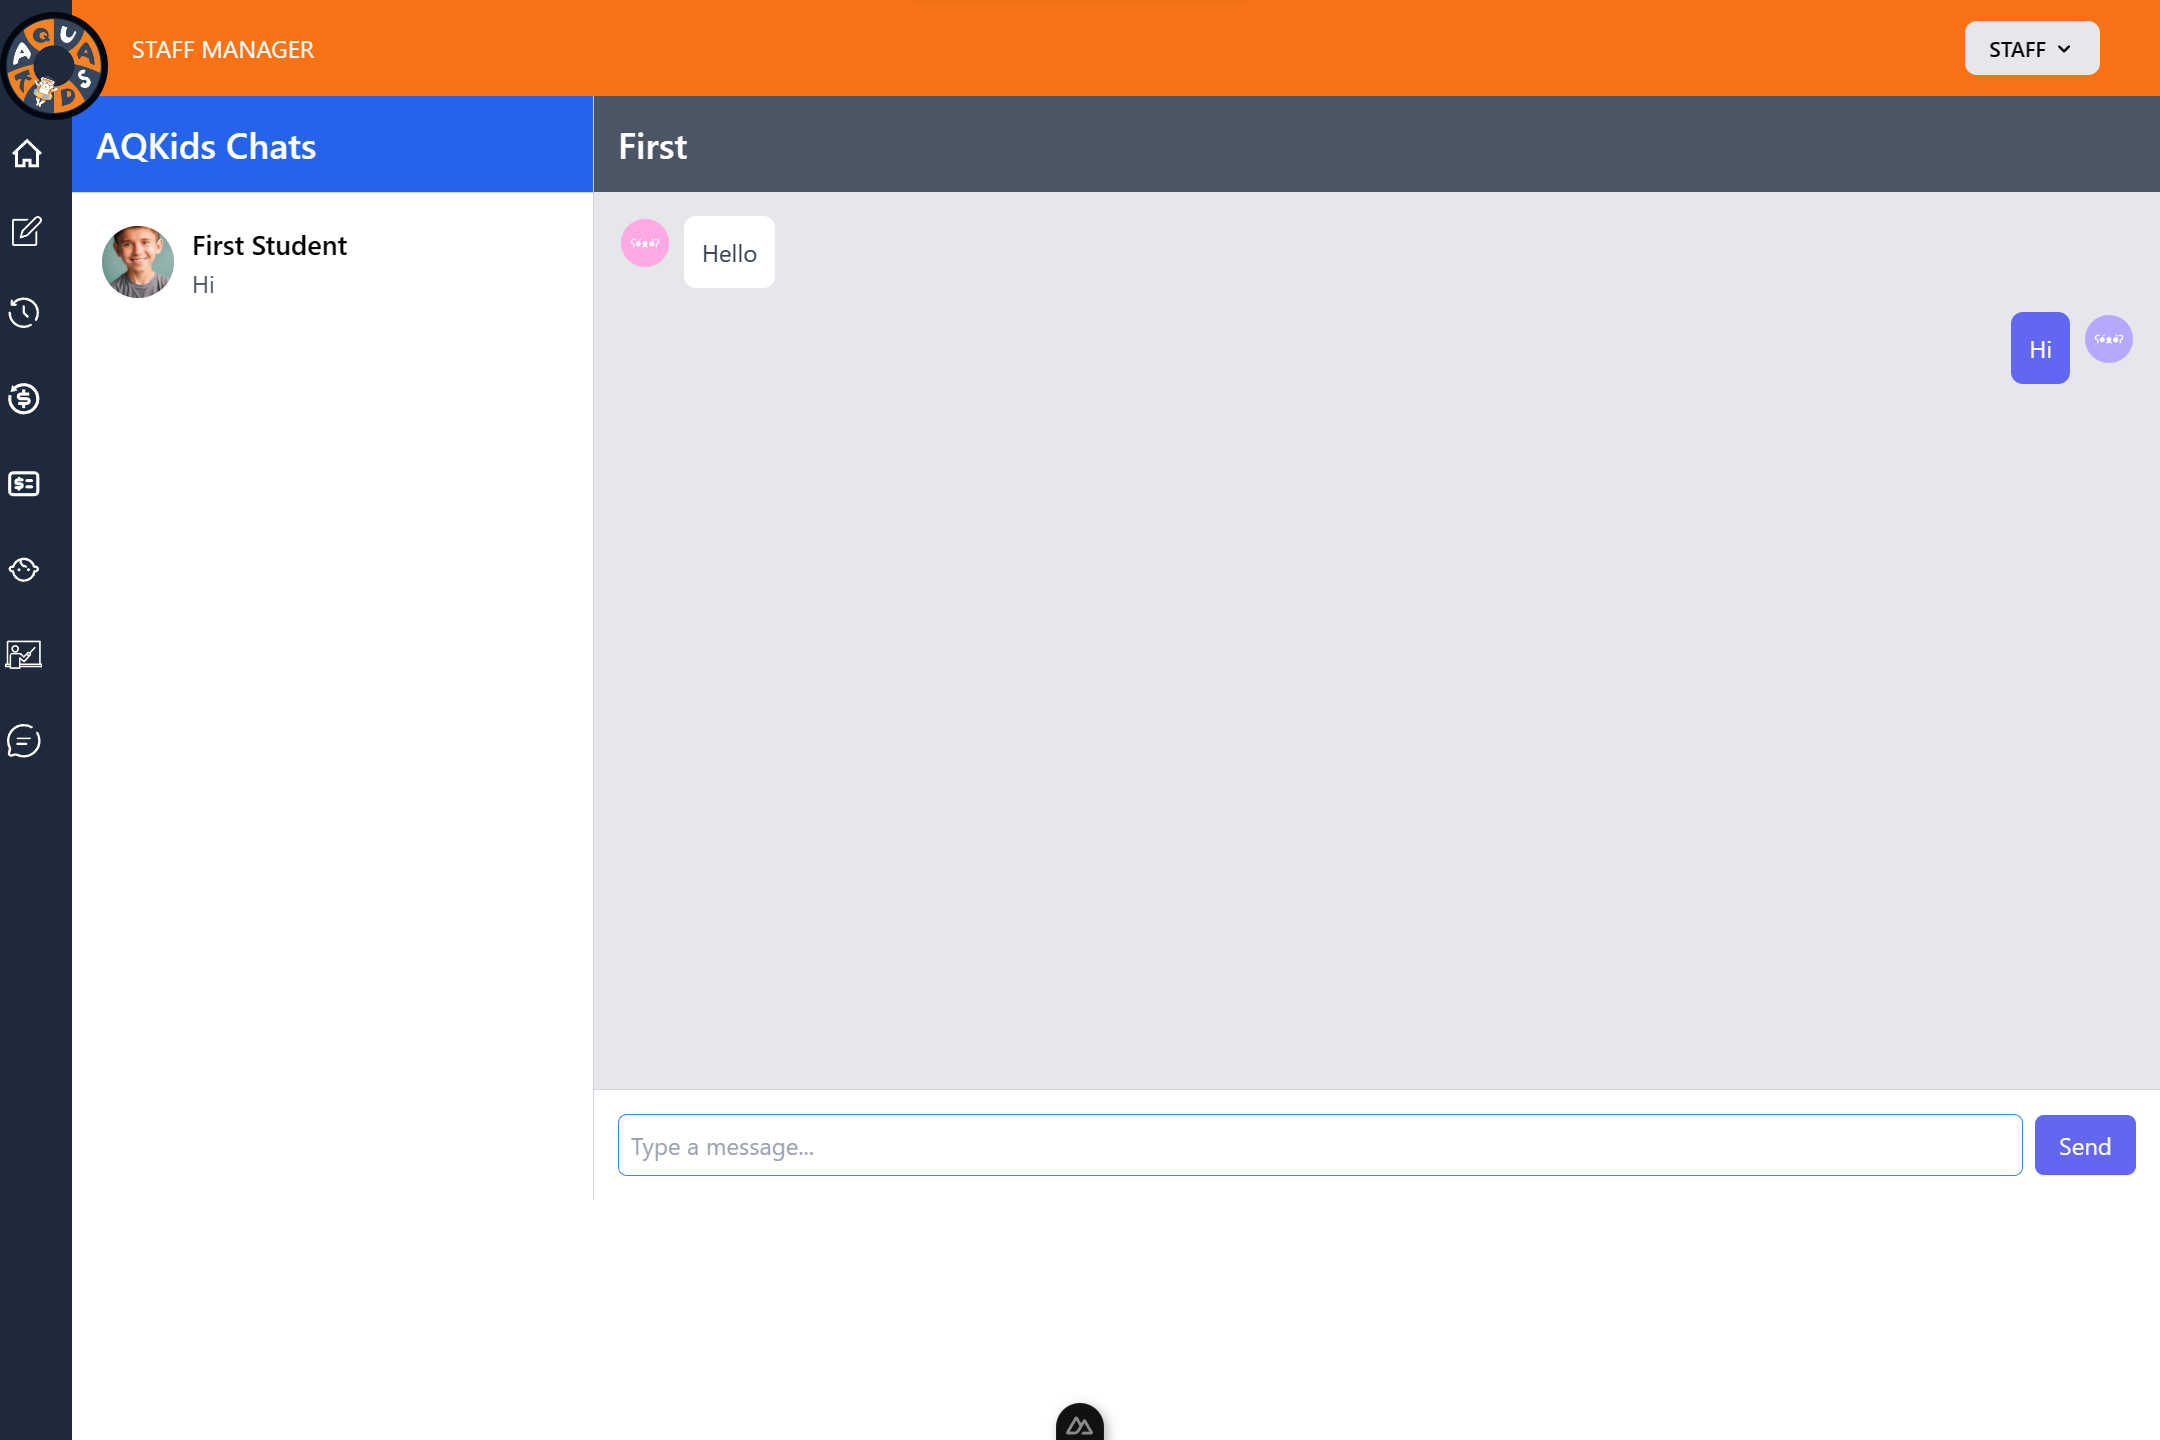 AQUAKIDS
STAFF MANAGER
STAFF
AQKids Chats
First
First Student
Hi
Hello
Hi
Type a message...
Send